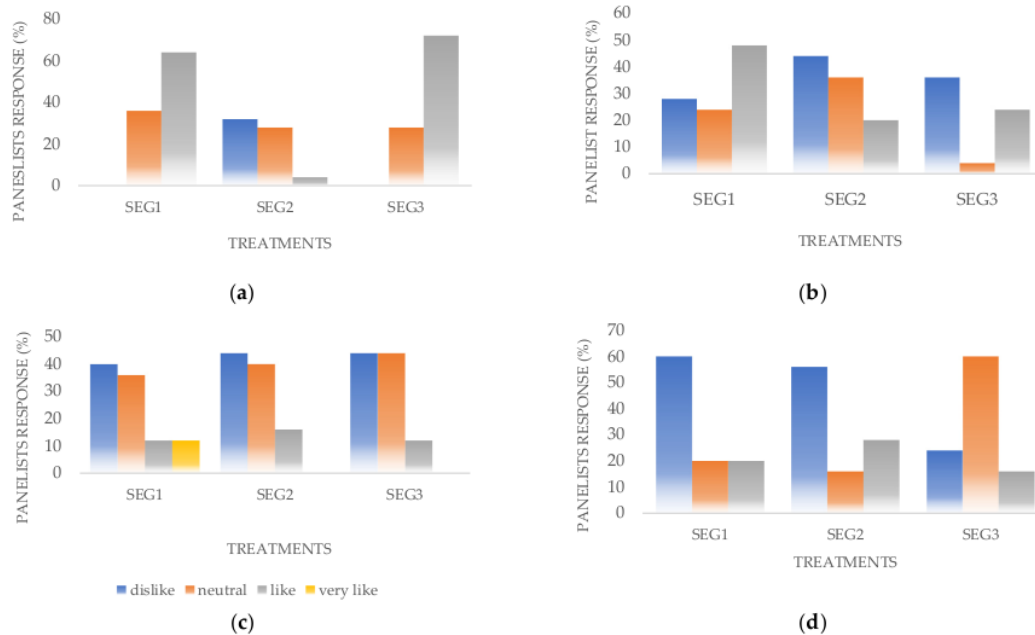 PANESLISTS RESPONSE (%)
80
60
40
20
0
SEG1 SEG2 SEG3
TREATMENTS
(a)
PANELIST RESPONSE (%)
60
50
40
30
20
10
0
SEG1 SEG2 SEG3
TREATMENTS
(b)
PANELISTS RESPONSE (%)
50
40
30
20
10
0
SEG1 SEG2 SEG3
TREATMENTS
dislike neutral like very like
(c)
PANELISTS RESPONSE (%)
70
60
50
40
30
20
10
0
SEG1 SEG2 SEG3
TREATMENTS
(d)